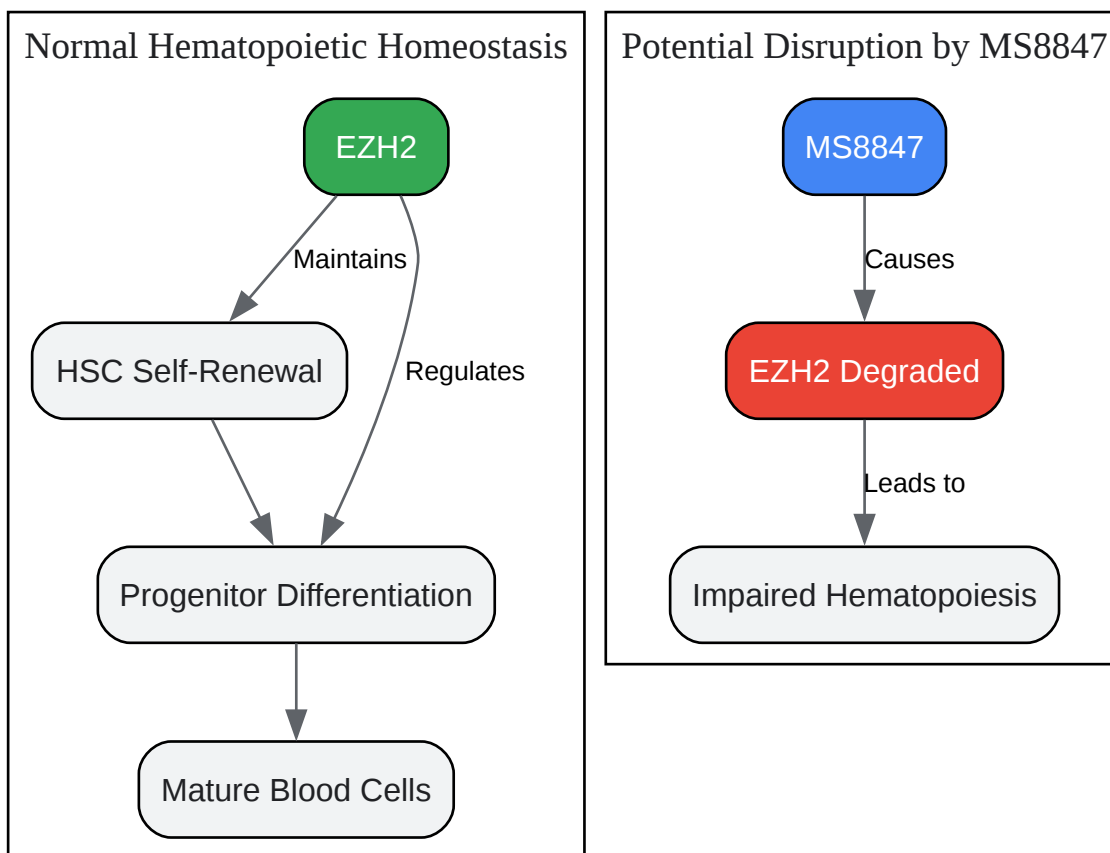 Normal Hematopoietic Homeostasis
EZH2
Maintains
HSC Self-Renewal
Regulates
Progenitor Differentiation
Mature Blood Cells
Potential Disruption by MS8847
MS8847
Causes
EZH2 Degraded
Leads to
Impaired Hematopoiesis